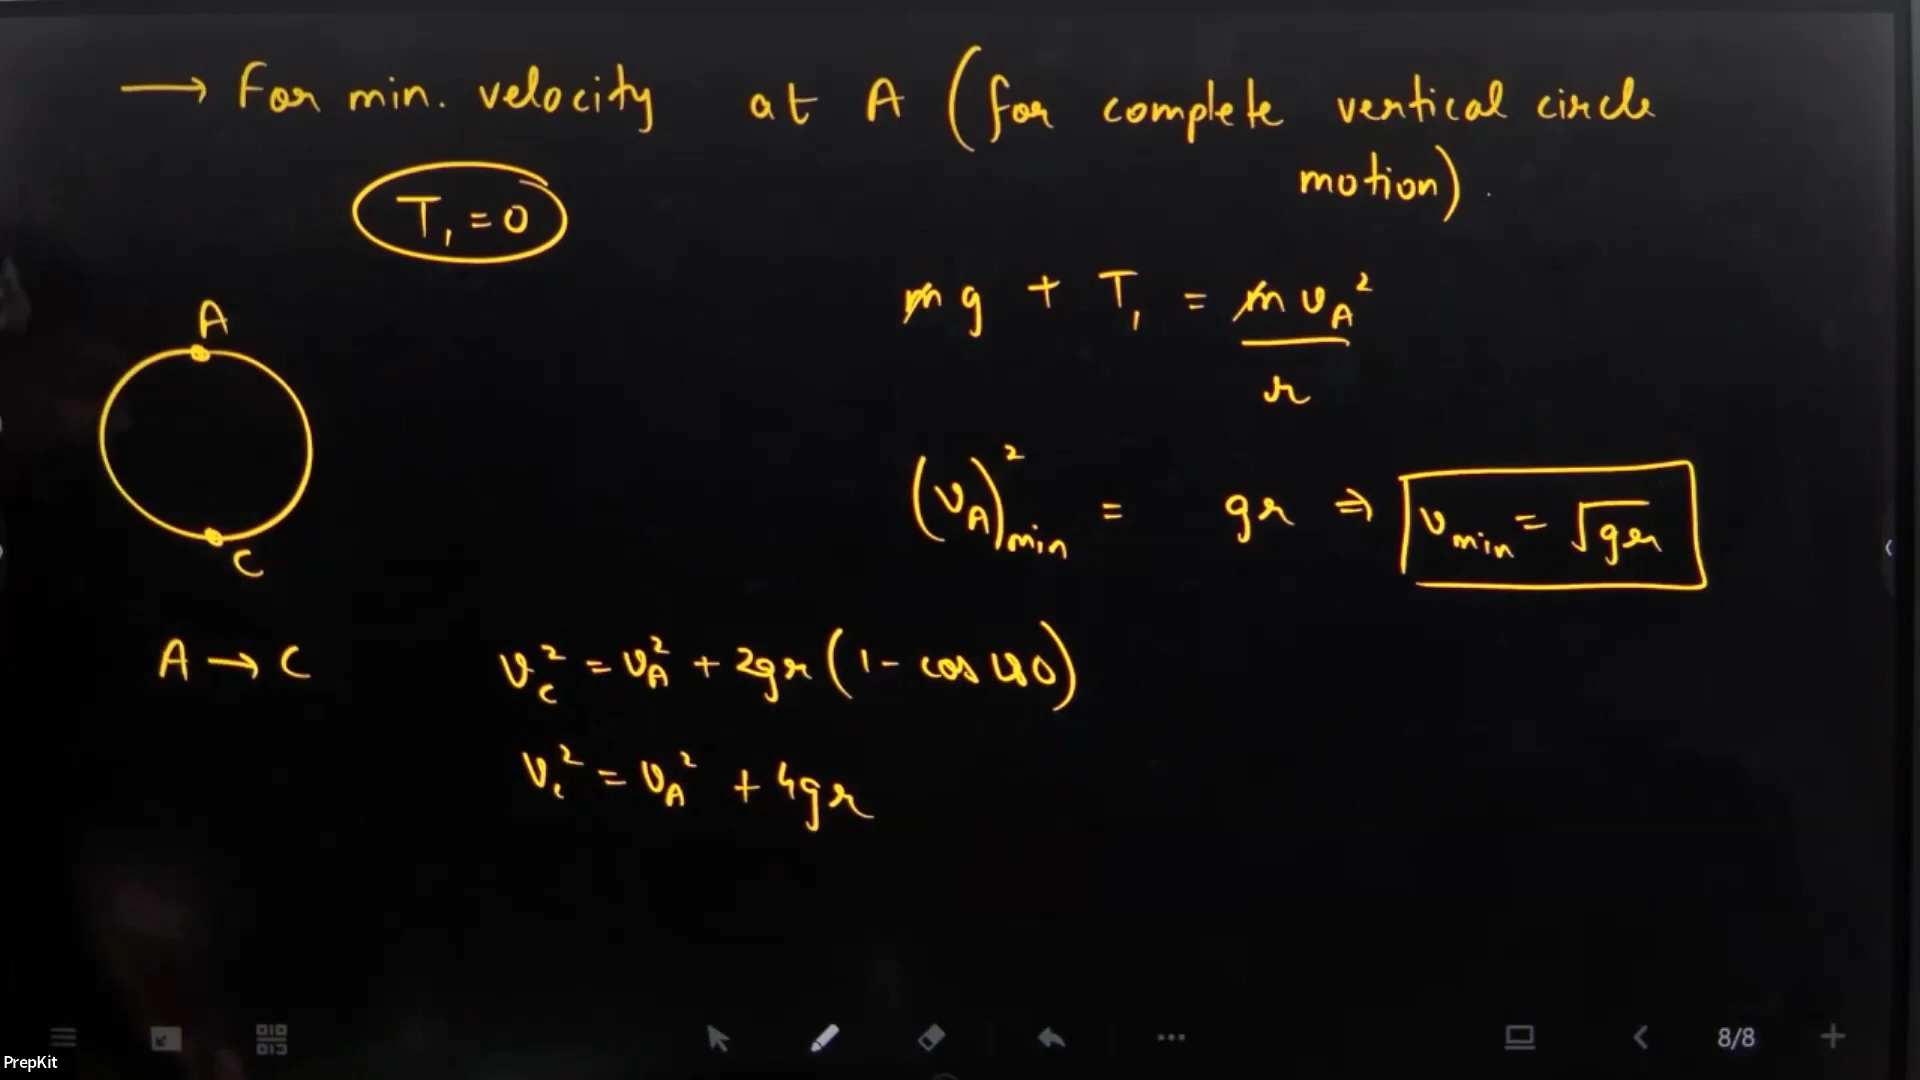 → For min. velocity at A (for complete vertical circle
motion).
T₁ = 0
A
mg + T₁ = mv_A²/r
(v_A)²_min = gr ⇒ v_min = √gr
C
A → C v_c² = v_A² + 2gr(1 - cos 180)
v_c² = v_A² + 4gr
8/8
PrepKit